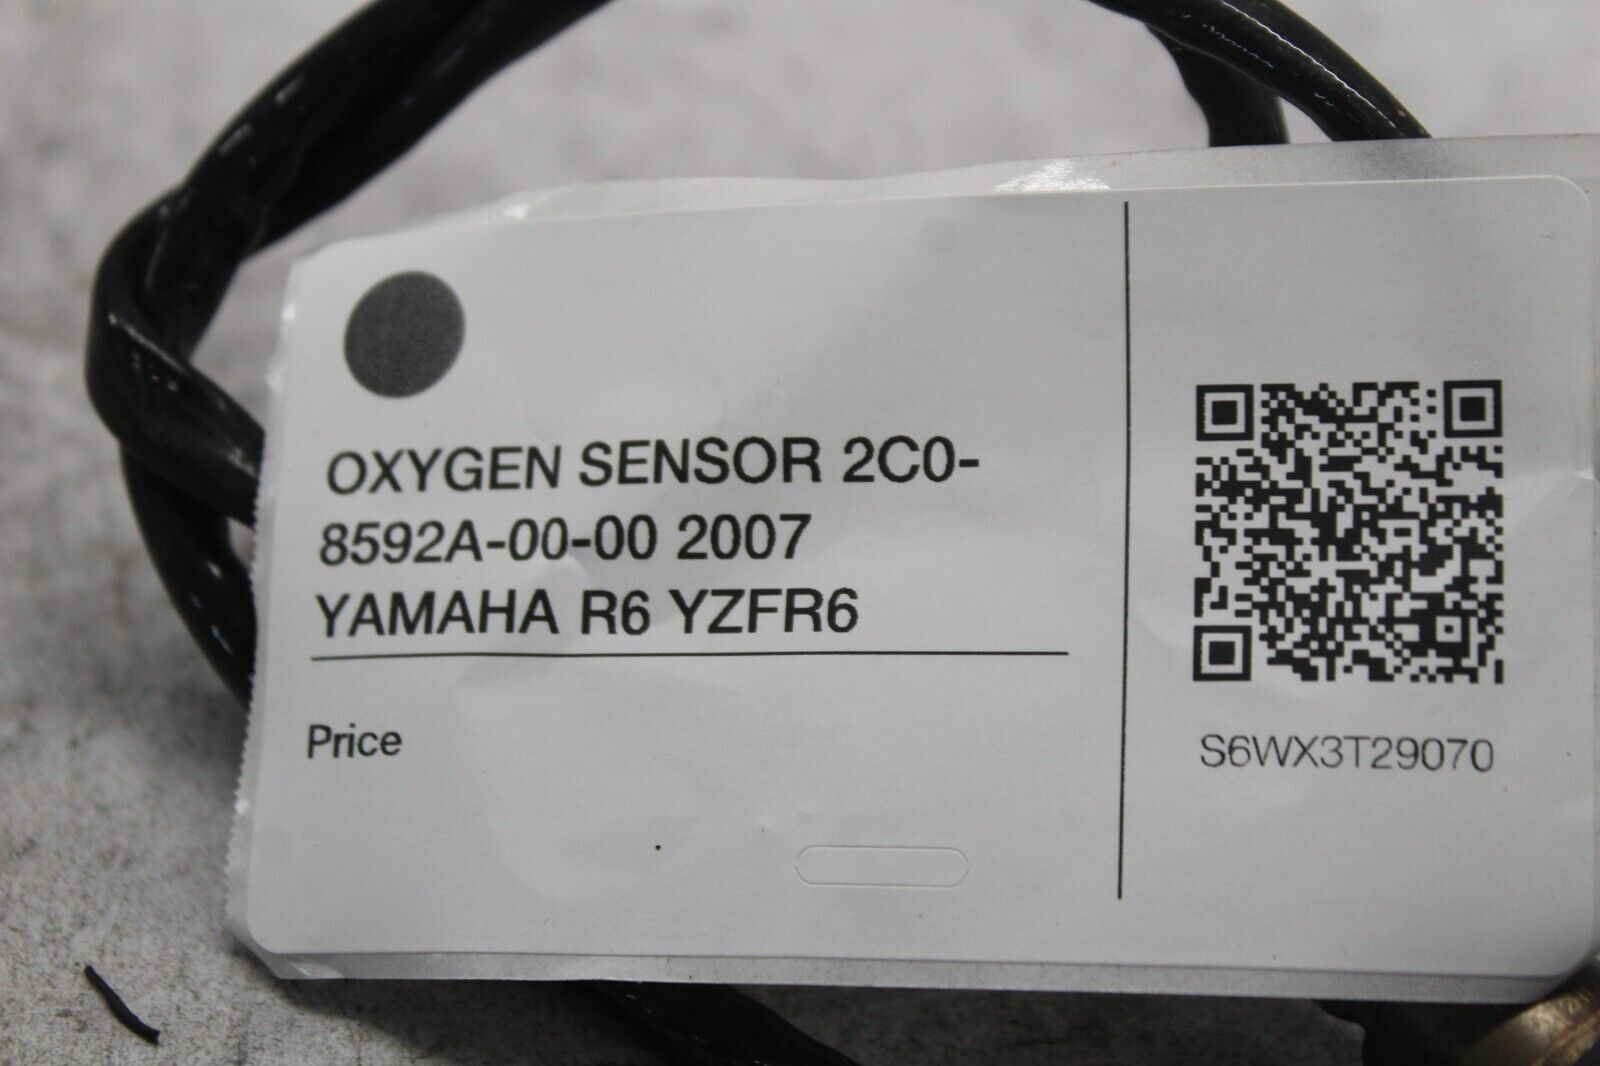 OXYGEN SENSOR 2C0-
8592A-00-00 2007
YAMAHA R6 YZFR6
Price
S6WX3T29070